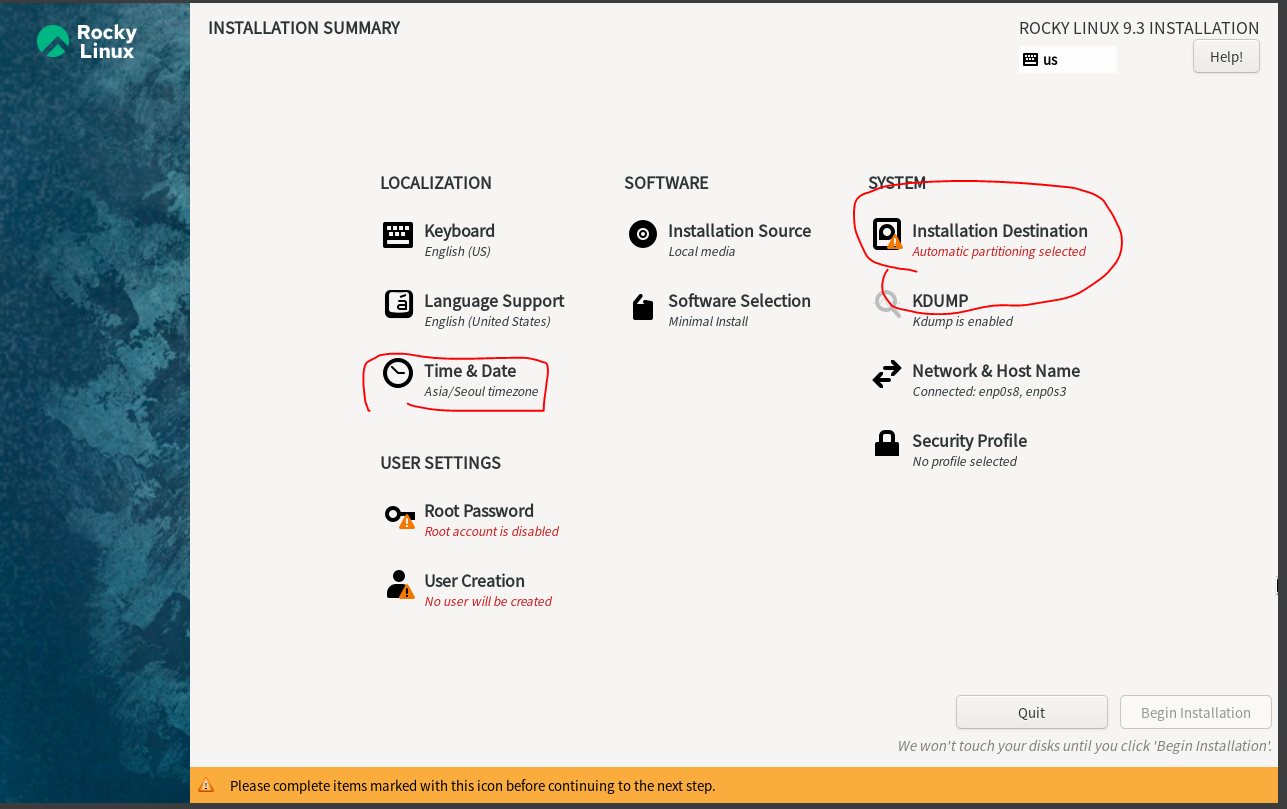 Rocky
Linux
INSTALLATION SUMMARY
ROCKY LINUX 9.3 INSTALLATION
us
Help!
LOCALIZATION
Keyboard
English (US)
Language Support
English (United States)
Time & Date
Asia/Seoul timezone
SOFTWARE
Installation Source
Local media
Software Selection
Minimal Install
SYSTEM
Installation Destination
Automatic partitioning selected
KDUMP
Kdump is enabled
Network & Host Name
Connected: enp0s8, enp0s3
Security Profile
No profile selected
USER SETTINGS
Root Password
Root account is disabled
User Creation
No user will be created
Quit
Begin Installation
We won't touch your disks until you click 'Begin Installation'.
Please complete items marked with this icon before continuing to the next step.